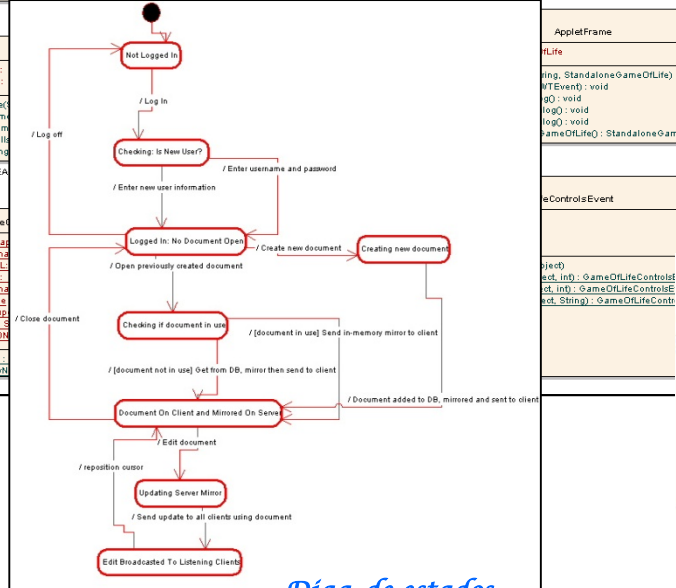 Not Logged In
/ Log In
/ Log off
Checking: Is New User?
/ Enter username and password
/ Enter new user information
Logged In: No Document Open
/ Create new document
Creating new document
/ Open previously created document
/ Close document
Checking if document in use
/ [document in use] Send in-memory mirror to client
/ [document not in use] Get from DB, mirror then send to client
/ Document added to DB, mirrored and sent to client
Document On Client and Mirrored On Server
/ Edit document
/ reposition cursor
Updating Server Mirror
/ Send update to all clients using document
Edit Broadcasted To Listening Clients
Diag. de estados
AppletFrame
OfLife
ring, StandaloneGameOfLife)
WTEvent) : void
og() : void
log() : void
log() : void
GameOfLife() : StandaloneGam
eControlsEvent
bject)
ect, int) : GameOfLifeControlsE
ect, int) : GameOfLifeControlsE
ect, String) : GameOfLifeContr